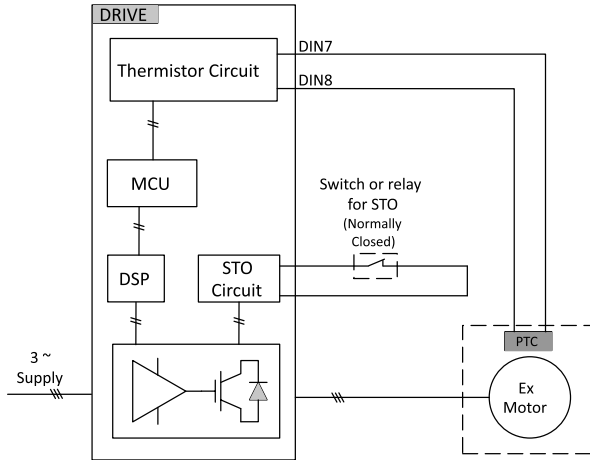 DRIVE
DIN7
Thermistor Circuit
DIN8
MCU
Switch or relay
for STO
(Normally
Closed)
DSP
STO
Circuit
3 ~
Supply
PTC
Ex
Motor